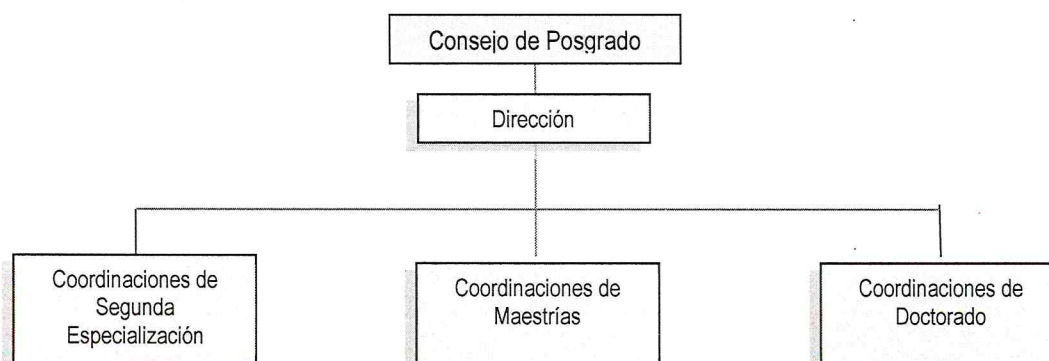 Consejo de Posgrado
Dirección
Coordinaciones de
Segunda
Especialización
Coordinaciones de
Maestrías
Coordinaciones de
Doctorado